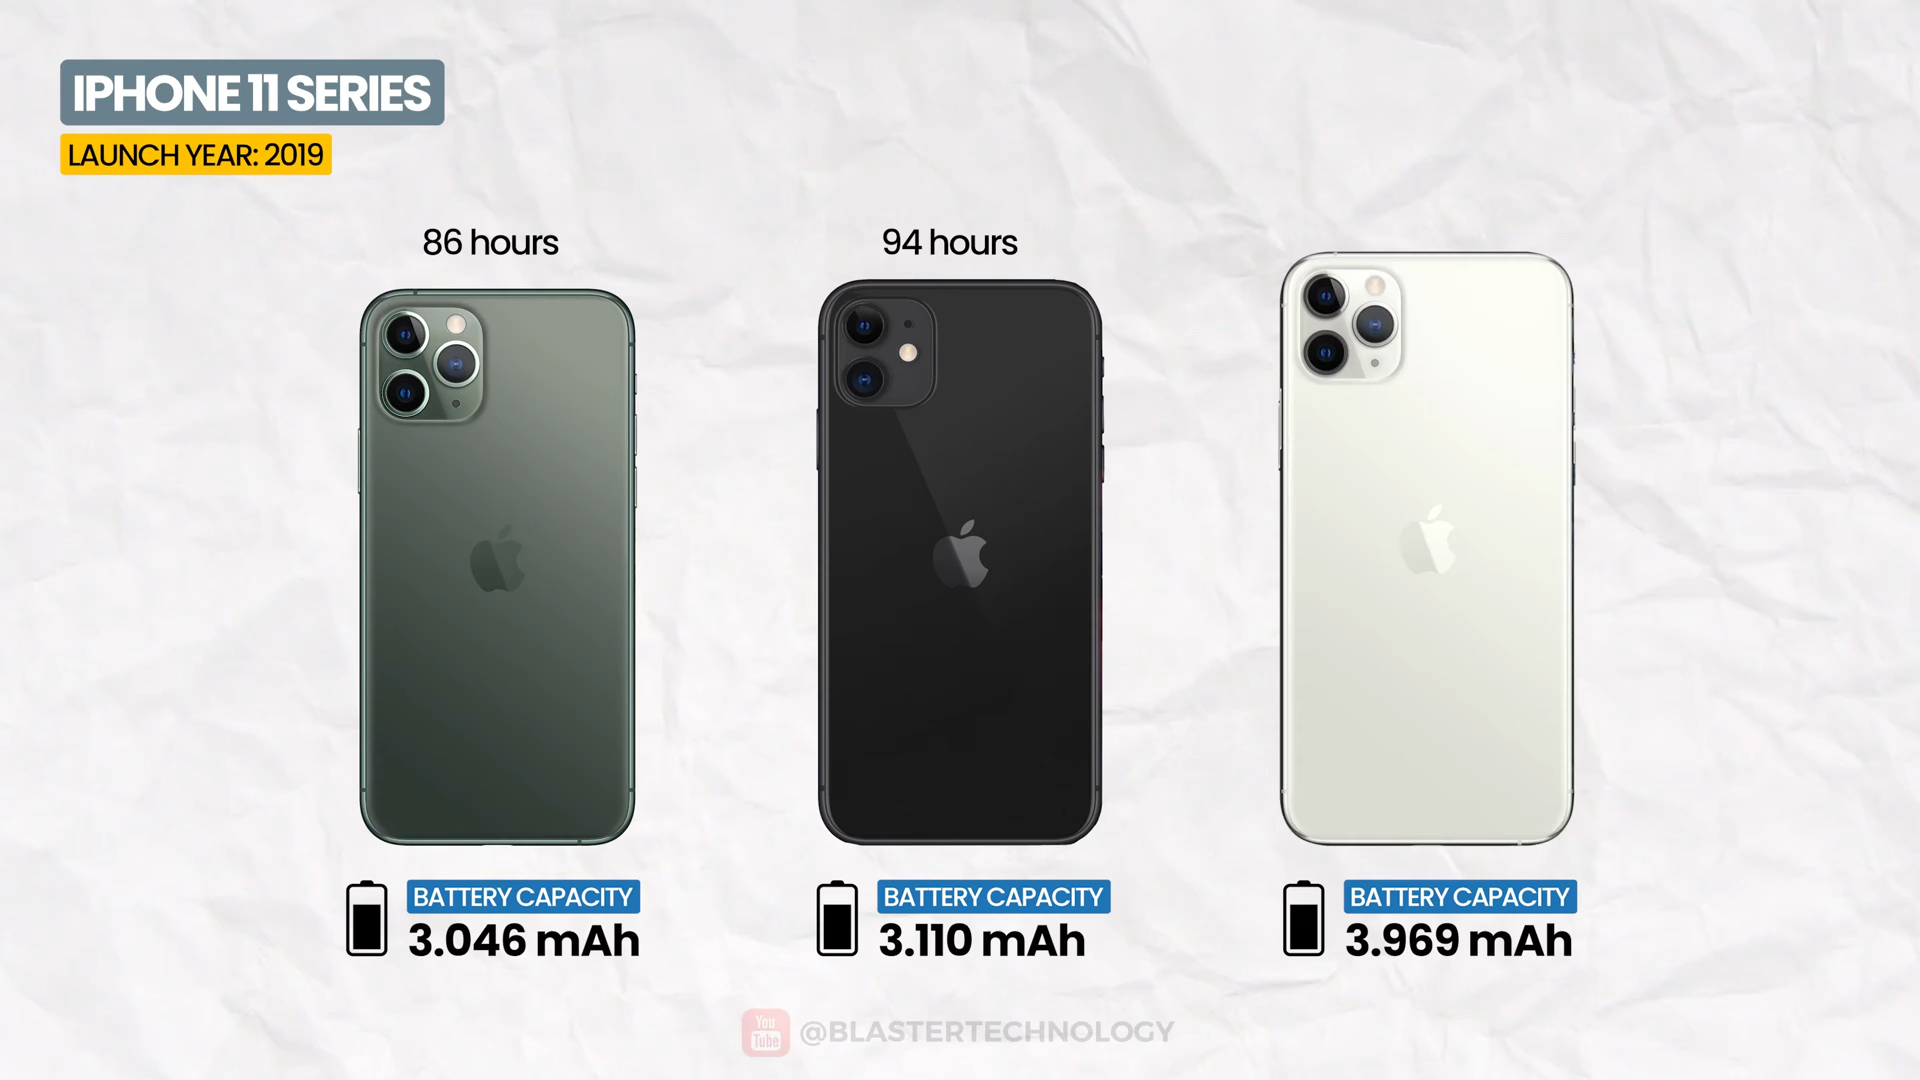 IPHONE 11 SERIES
LAUNCH YEAR: 2019
86 hours
94 hours
BATTERY CAPACITY
3.046 mAh
BATTERY CAPACITY
3.110 mAh
BATTERY CAPACITY
3.969 mAh
You
Tube
@BLASTERTECHNOLOGY